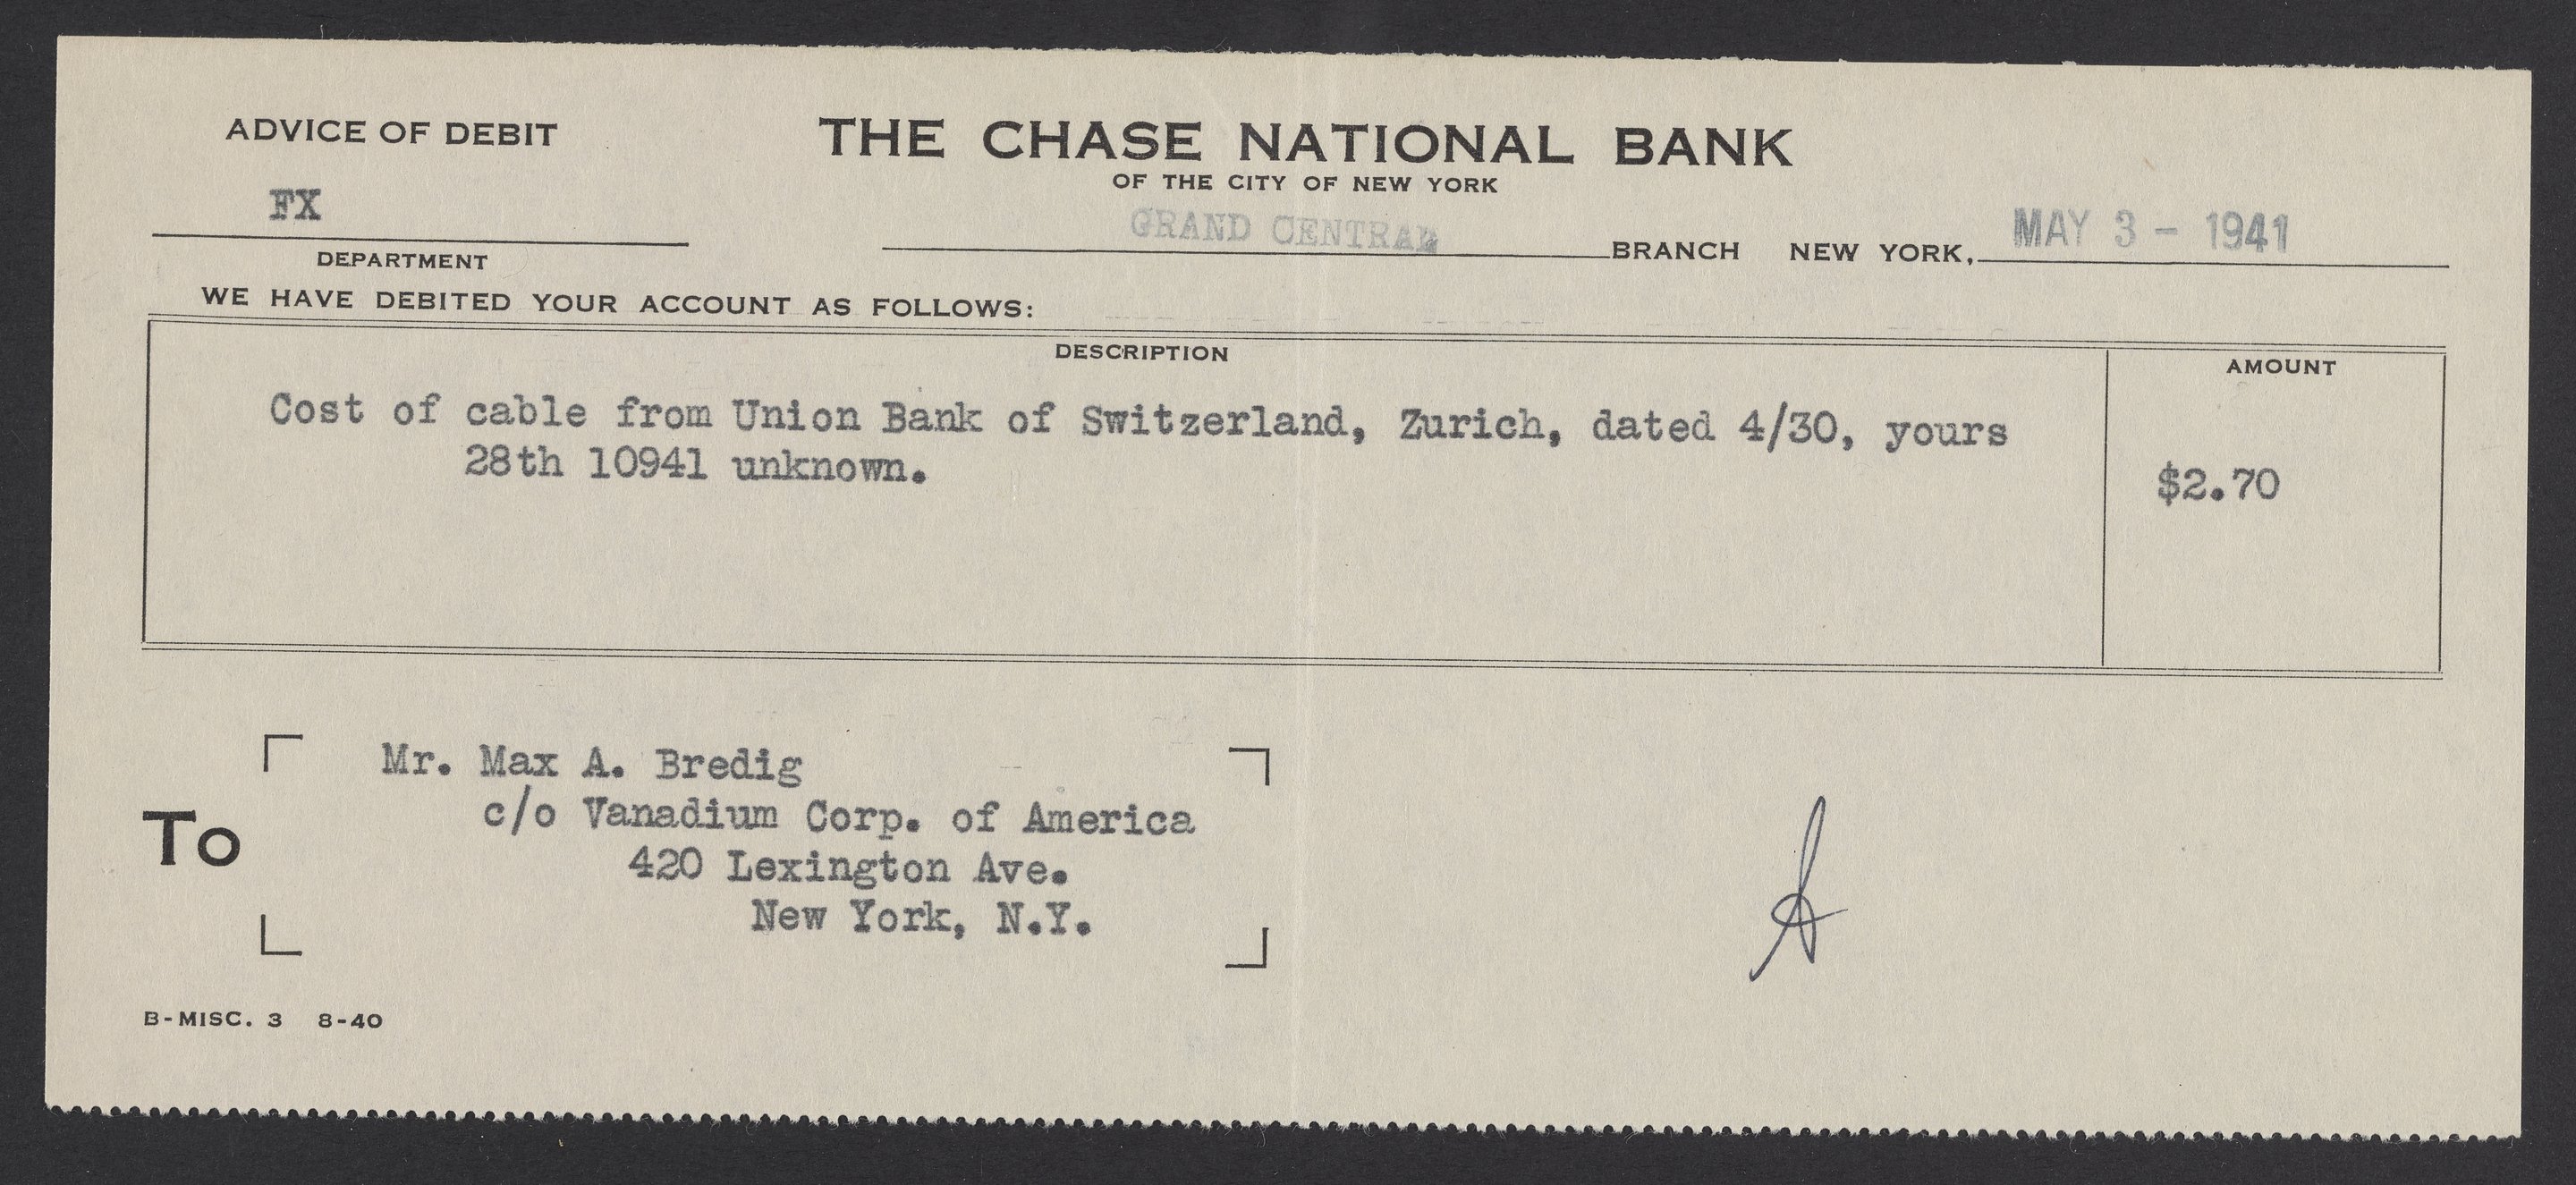 ADVICE OF DEBIT
THE CHASE NATIONAL BANK
OF THE CITY OF NEW YORK
FX
DEPARTMENT
GRAND CENTRAL BRANCH NEW YORK, MAY 3 - 1941
WE HAVE DEBITED YOUR ACCOUNT AS FOLLOWS:
DESCRIPTION
AMOUNT
Cost of cable from Union Bank of Switzerland, Zurich, dated 4/30, yours
28th 10941 unknown.
$2.70
To
Mr. Max A. Bredig
c/o Vanadium Corp. of America
420 Lexington Ave.
New York, N.Y.
B-MISC. 3 8-40